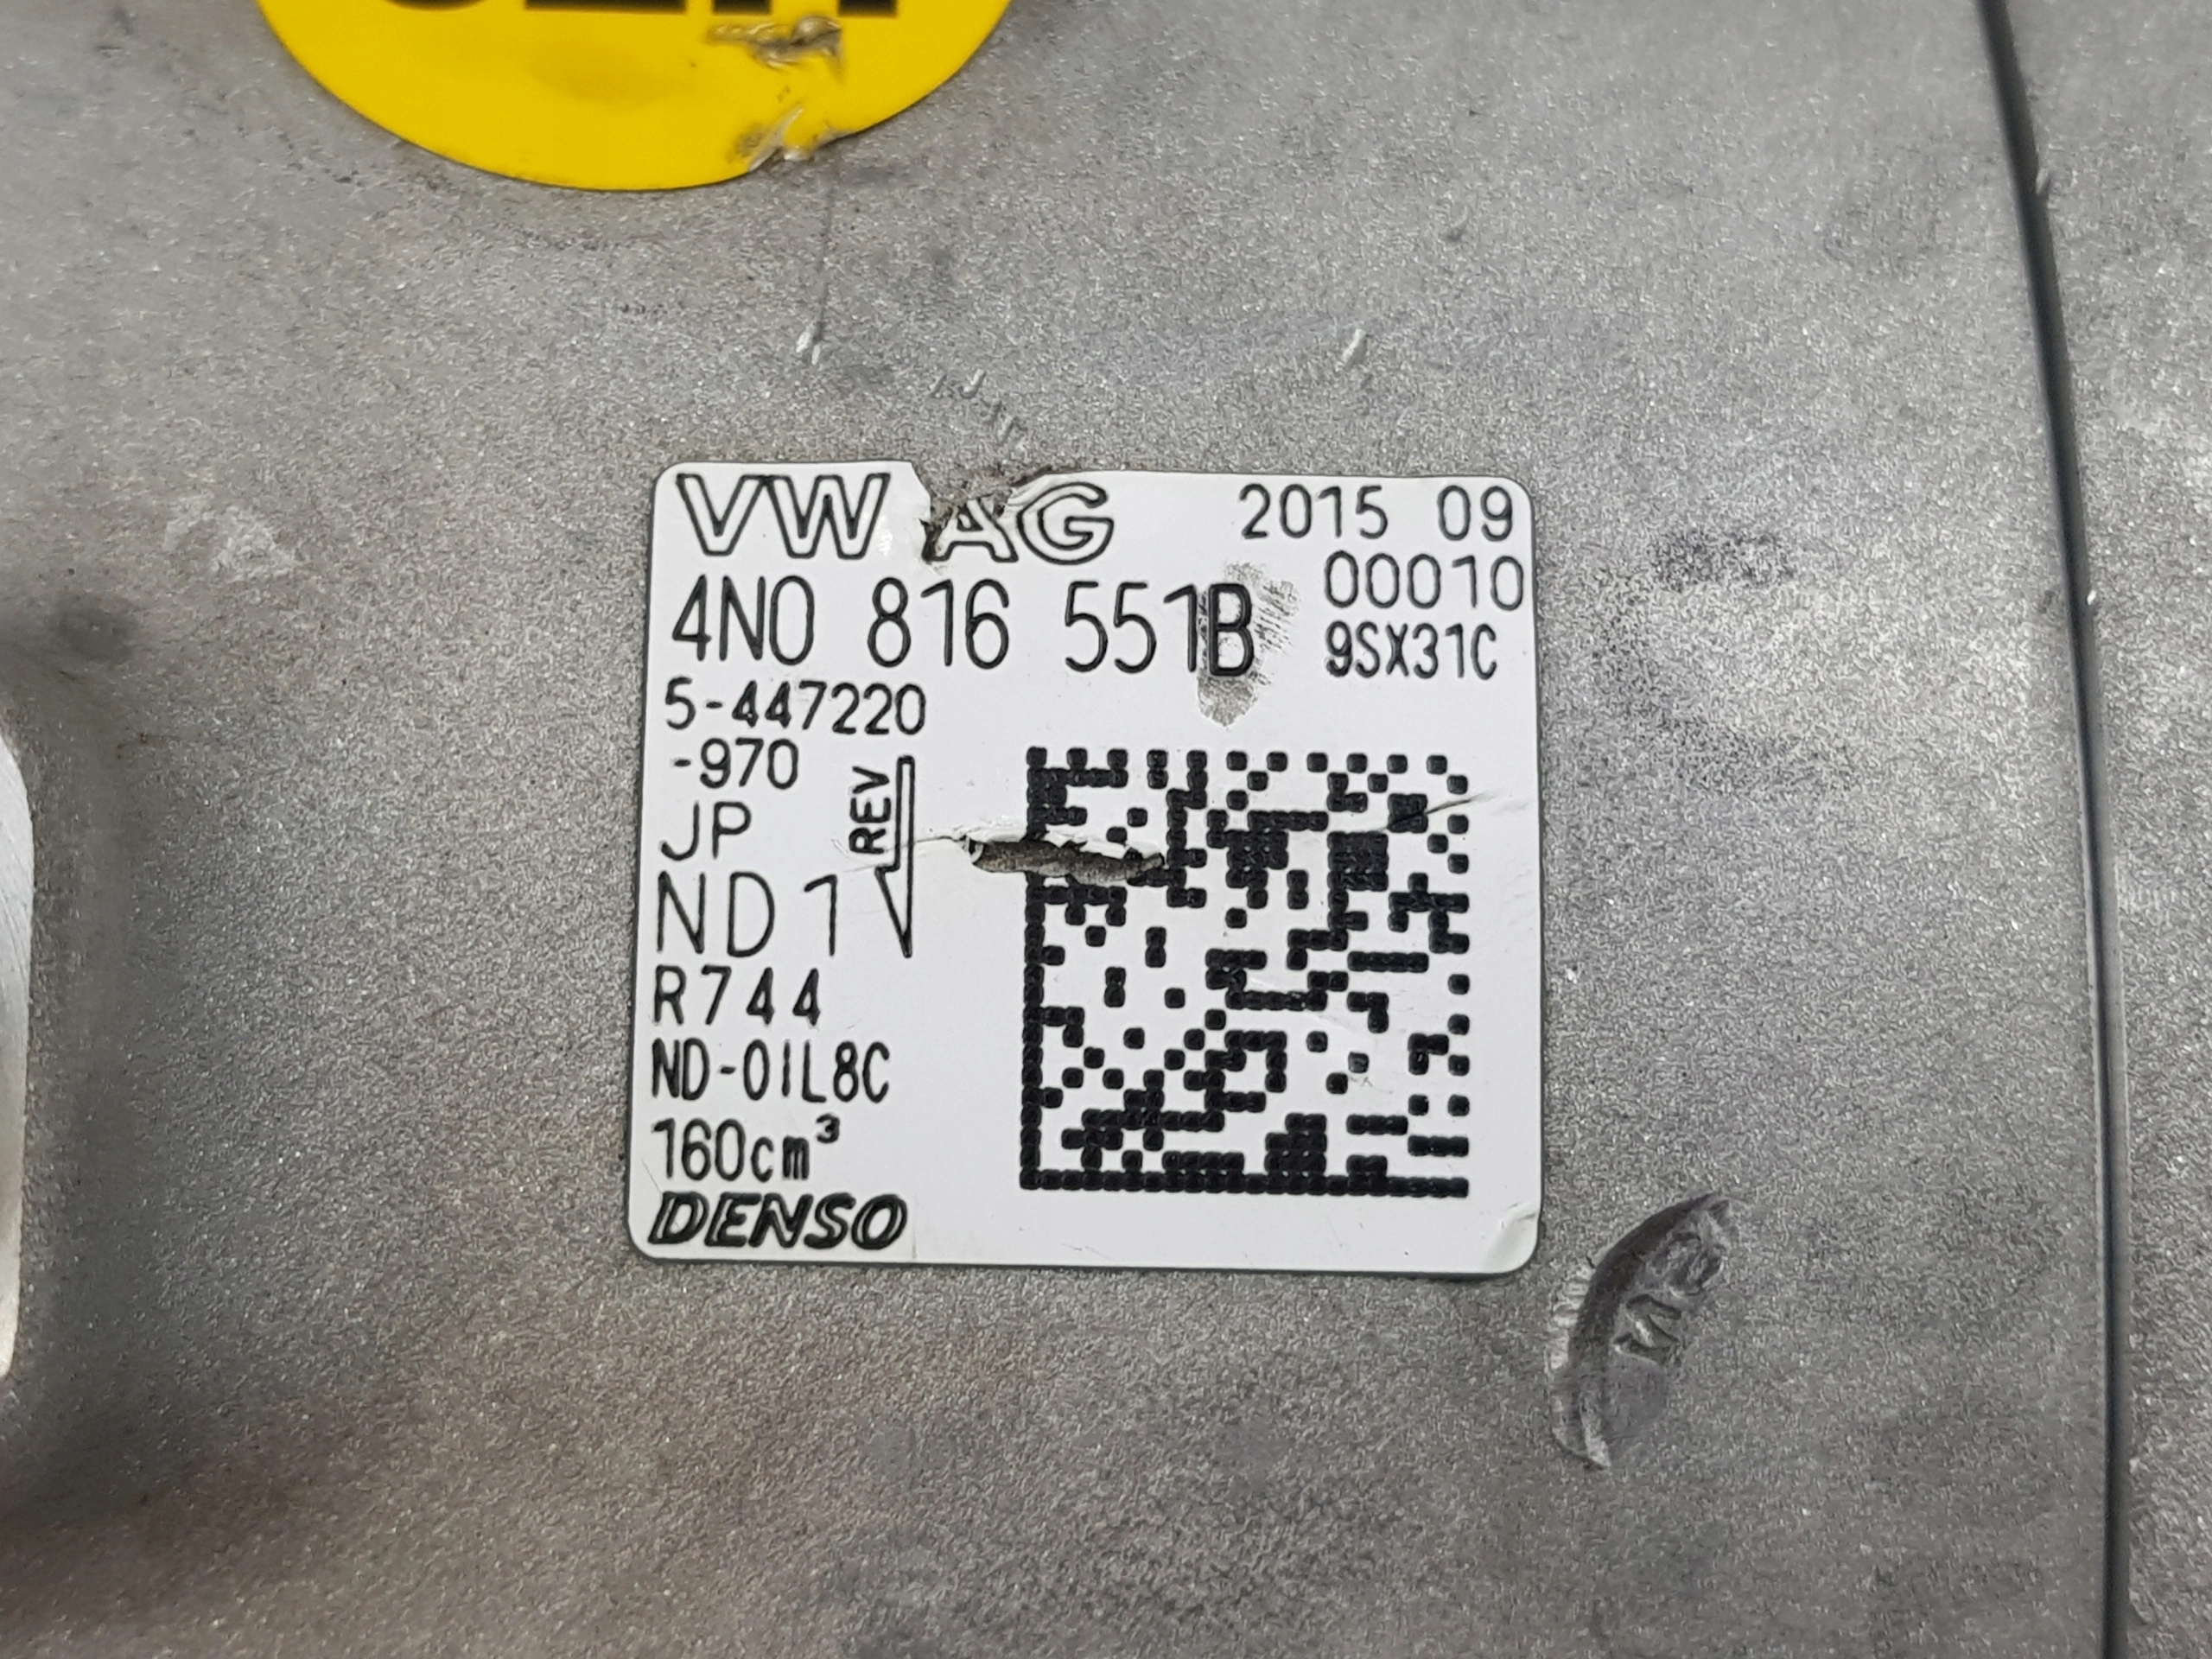 VW AG 2015 09
00010
4N0 816 551B 9SX31C
5-447220
-970
REV
JP
ND1
R744
ND-OIL8C
160cm³
DENSO